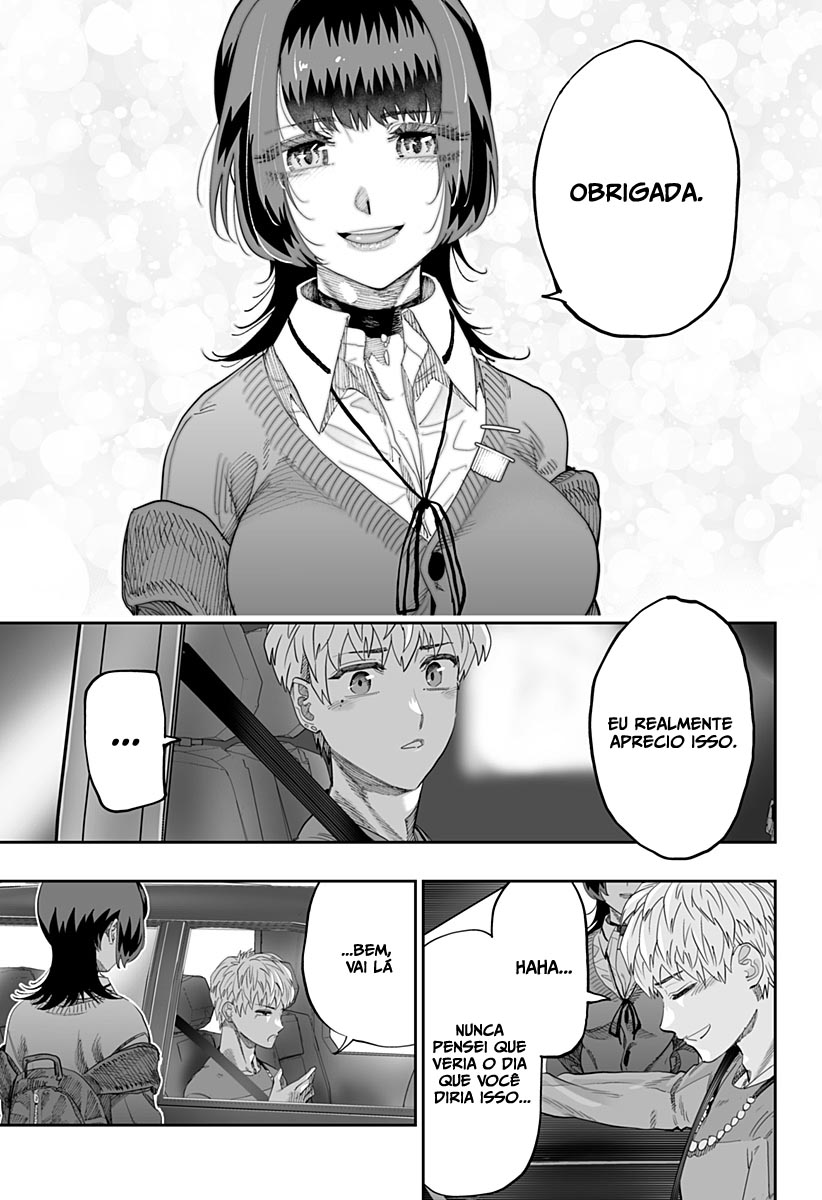 OBRIGADA.
EU REALMENTE
APRECIO ISSO.
...
HAHA...
NUNCA
PENSEI QUE
VERIA O DIA
QUE VOCÊ
DIRIA ISSO...
...BEM,
VAI LÁ